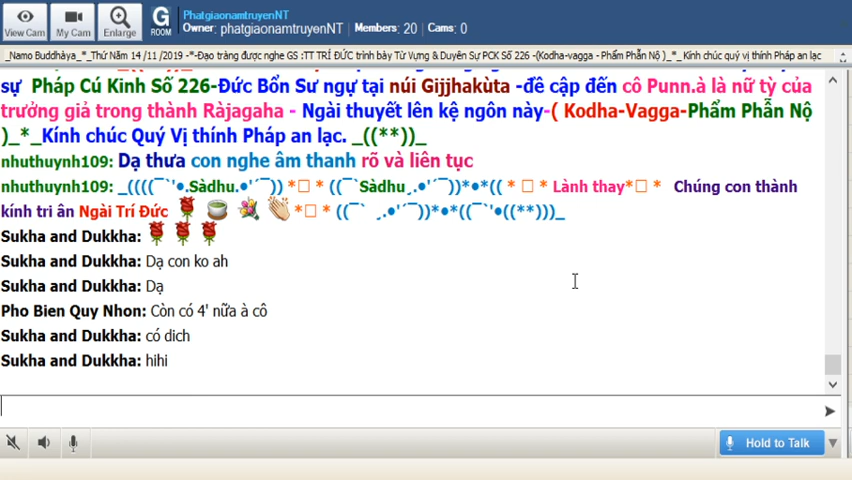 PhatgiaonamtruyenNT
Owner: phatgiaonamtruyenNT Members: 20 Cams: 0
View Cam My Cam Enlarge G ROOM
_Namo Buddhàya_*_Thứ Năm 14 /11 /2019 -*-Đạo tràng được nghe GS :TT TRÍ ĐỨC trình bày Từ Vựng & Duyên Sự PCK Số 226 -(Kodha-vagga - Phẩm Phẫn Nộ )_*_Kính chúc quý vị thính Pháp an lạc
sự Pháp Cú Kinh Số 226-Đức Bổn Sư ngự tại núi Gijjhakùta -đề cập đến cô Punn.à là nữ tỳ của
trưởng giả trong thành Ràjagaha - Ngài thuyết lên kệ ngôn này-( Kodha-Vagga-Phẩm Phẫn Nộ
)_*_Kính chúc Quý Vị thính Pháp an lạc. _((**))_
nhuthuynh109: Dạ thưa con nghe âm thanh rõ và liên tục
nhuthuynh109: _((((¯`'•.Sàdhu.•'´¯)) *□ * ((¯`Sàdhu¸.•'´¯))*•*(( * □ * Lành thay*□ * Chúng con thành
kính tri ân Ngài Trí Đức *□ * ((¯` ¸.•'´¯))*•*((¯`'•((**)))_
Sukha and Dukkha:
Sukha and Dukkha: Dạ con ko ah
Sukha and Dukkha: Dạ
Pho Bien Quy Nhon: Còn có 4' nữa à cô
Sukha and Dukkha: có dich
Sukha and Dukkha: hihi
Hold to Talk